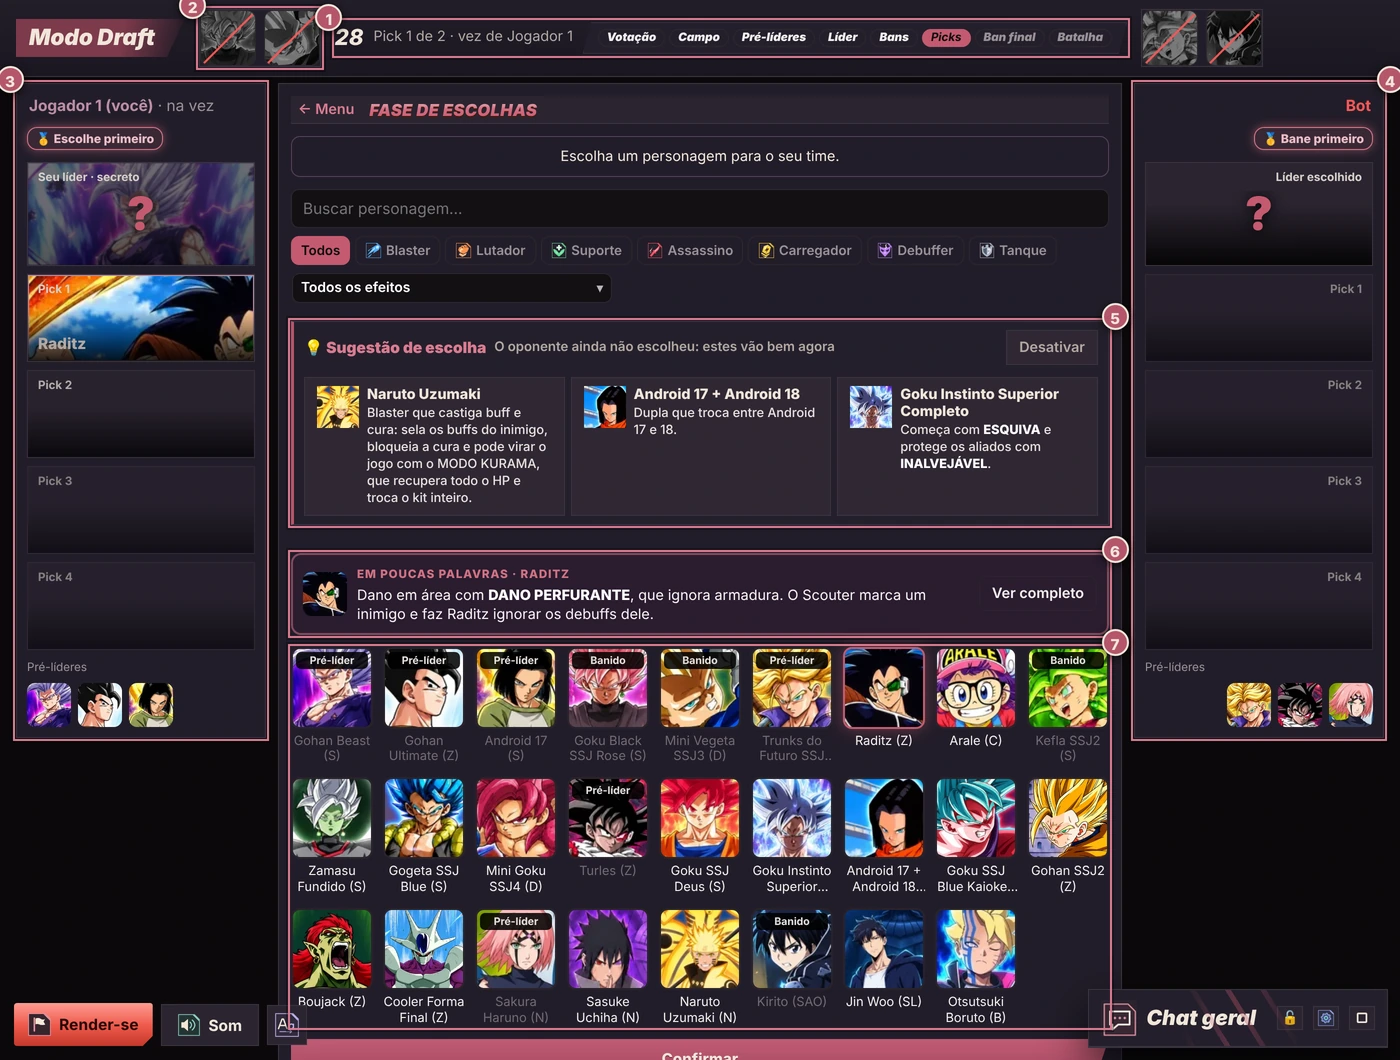 Modo Draft
2
1
28 Pick 1 de 2 · vez de Jogador 1
Votação Campo Pré-líderes Líder Bans Picks Ban final Batalha
3
Jogador 1 (você) · na vez
🥇 Escolhe primeiro
Seu líder · secreto
?
Pick 1
Raditz
Pick 2
Pick 3
Pick 4
Pré-líderes
← Menu FASE DE ESCOLHAS
Escolha um personagem para o seu time.
Buscar personagem...
Todos Blaster Lutador Suporte Assassino Carregador Debuffer Tanque
Todos os efeitos ▾
5
💡 Sugestão de escolha O oponente ainda não escolheu: estes vão bem agora Desativar
Naruto Uzumaki
Blaster que castiga buff e
cura: sela os buffs do inimigo,
bloqueia a cura e pode virar o
jogo com o MODO KURAMA,
que recupera todo o HP e
troca o kit inteiro.
Android 17 + Android 18
Dupla que troca entre Android
17 e 18.
Goku Instinto Superior
Completo
Começa com ESQUIVA e
protege os aliados com
INALVEJÁVEL.
6
EM POUCAS PALAVRAS · RADITZ
Dano em área com DANO PERFURANTE, que ignora armadura. O Scouter marca um
inimigo e faz Raditz ignorar os debuffs dele.
Ver completo
7
Pré-líder Pré-líder Pré-líder Banido Banido Pré-líder ARALE Banido
Gohan Beast Gohan Android 17 Goku Black Mini Vegeta Trunks do Raditz (Z) Arale (C) Kefla SSJ2
(S) Ultimate (Z) (S) SSJ Rose (S) SSJ3 (D) Futuro SSJ.. (S)
Pré-líder
Zamasu Gogeta SSJ Mini Goku Turles (Z) Goku SSJ Goku Instinto Android 17 + Goku SSJ Gohan SSJ2
Fundido (S) Blue (S) SSJ4 (D) Deus (S) Superior... Android 18... Blue Kaioke... (Z)
Pré-líder Banido
Boujack (Z) Cooler Forma Sakura Sasuke Naruto Kirito (SAO) Jin Woo (SL) Otsutsuki
Final (Z) Haruno (N) Uchiha (N) Uzumaki (N) Boruto (B)
Confirmar
4
Bot
🥇 Bane primeiro
Líder escolhido
?
Pick 1
Pick 2
Pick 3
Pick 4
Pré-líderes
Render-se Som
Chat geral